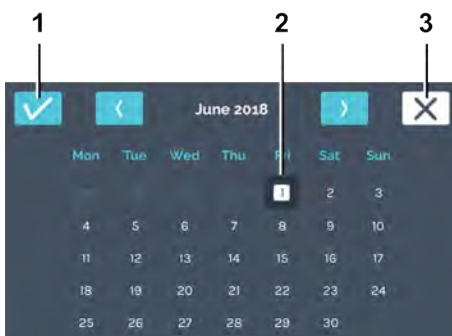 1 2 3
June 2018
Mon Tue Wed Thu Fri Sat Sun
1 2 3
4 5 6 7 8 9 10
11 12 13 14 15 16 17
18 19 20 21 22 23 24
25 26 27 28 29 30